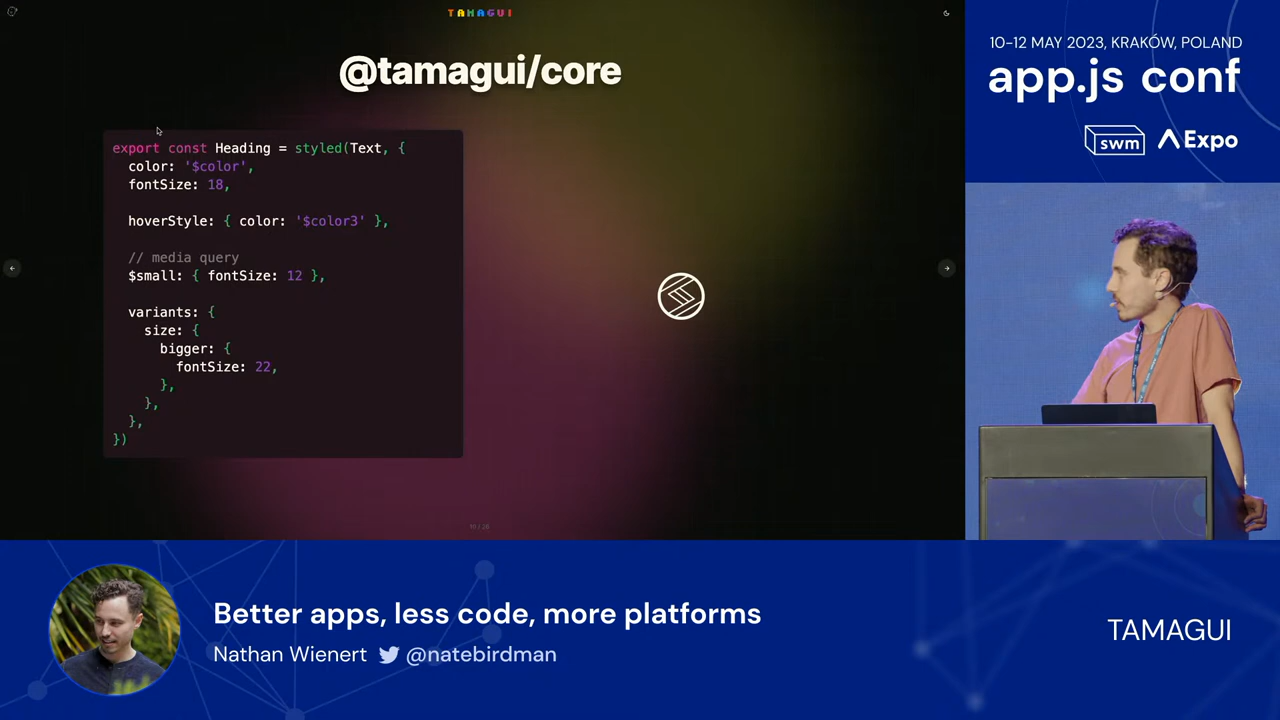 TAMAGUI
@tamagui/core
export const Heading = styled(Text, {
color: '$color',
fontSize: 18,
hoverStyle: { color: '$color3' },
// media query
$small: { fontSize: 12 },
variants: {
size: {
bigger: {
fontSize: 22,
},
},
},
})
10-12 MAY 2023, KRAKÓW, POLAND
app.js conf
swm
Expo
Better apps, less code, more platforms
Nathan Wienert @natebirdman
TAMAGUI